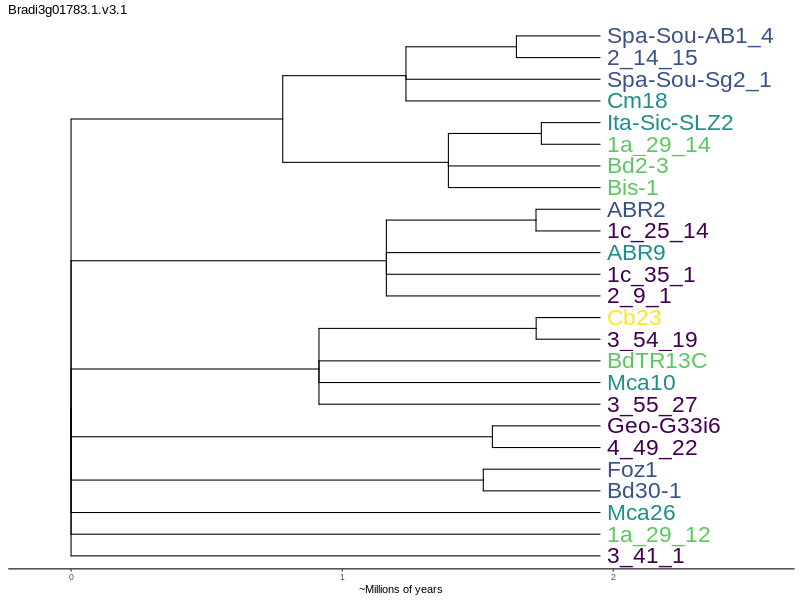 Bradi3g01783.1.v3.1
Spa-Sou-AB1_4
2_14_15
Spa-Sou-Sg2_1
Cm18
Ita-Sic-SLZ2
1a_29_14
Bd2-3
Bis-1
ABR2
1c_25_14
ABR9
1c_35_1
2_9_1
Cb23
3_54_19
BdTR13C
Mca10
3_55_27
Geo-G33i6
4_49_22
Foz1
Bd30-1
Mca26
1a_29_12
3_41_1
0 1 2
~Millions of years